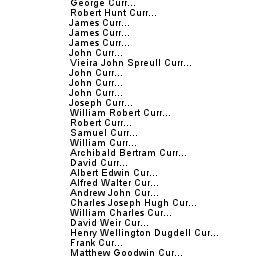 George Curr...
Robert Hunt Curr...
James Curr...
James Curr...
James Curr...
John Curr...
Vieira John Spreull Curr...
John Curr...
John Curr...
John Curr...
Joseph Curr...
William Robert Curr...
Robert Curr...
Samuel Curr...
William Curr...
Archibald Bertram Curr...
David Curr...
Albert Edwin Cur...
Alfred Walter Cur...
Andrew John Cur...
Charles Joseph Hugh Cur...
William Charles Cur...
David Weir Cur...
Henry Wellington Dugdell Cur...
Frank Cur...
Matthew Goodwin Cur...